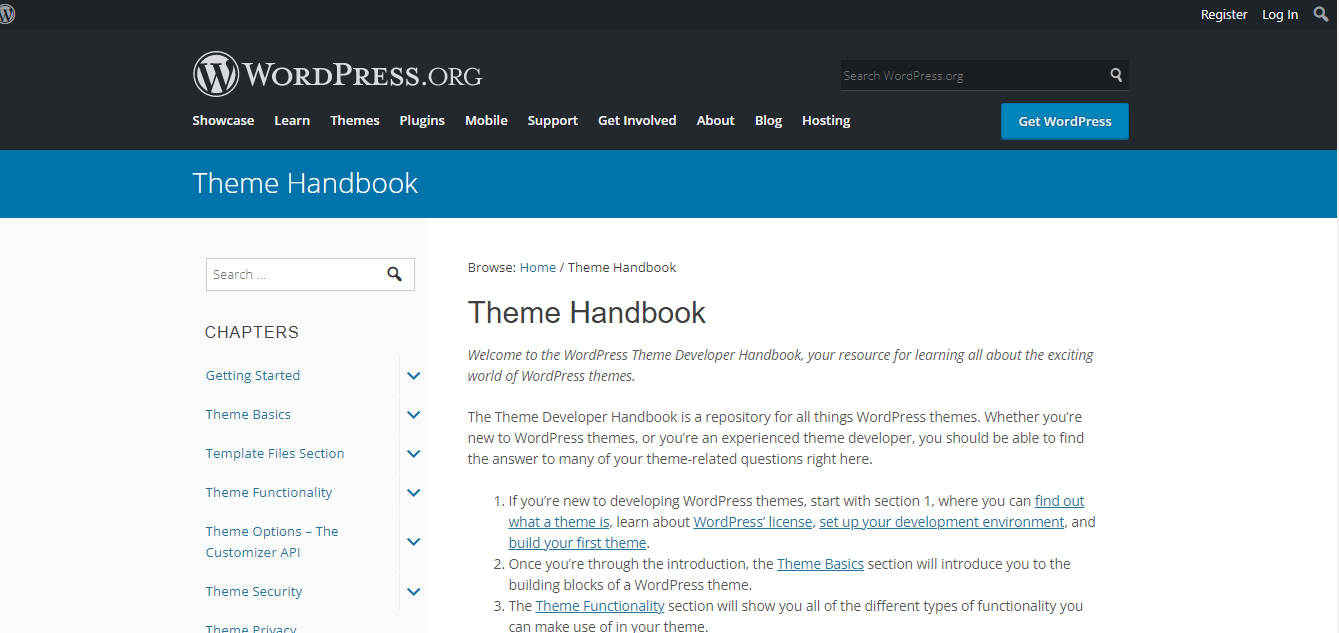 Register Log In
WORDPRESS.ORG
Search WordPress.org
Showcase Learn Themes Plugins Mobile Support Get Involved About Blog Hosting
Get WordPress
Theme Handbook
Search ...
CHAPTERS
Getting Started
Theme Basics
Template Files Section
Theme Functionality
Theme Options – The
Customizer API
Theme Security
Theme Privacy
Browse: Home / Theme Handbook
Theme Handbook
Welcome to the WordPress Theme Developer Handbook, your resource for learning all about the exciting
world of WordPress themes.
The Theme Developer Handbook is a repository for all things WordPress themes. Whether you’re
new to WordPress themes, or you’re an experienced theme developer, you should be able to find
the answer to many of your theme-related questions right here.
1. If you’re new to developing WordPress themes, start with section 1, where you can find out
what a theme is, learn about WordPress’ license, set up your development environment, and
build your first theme.
2. Once you’re through the introduction, the Theme Basics section will introduce you to the
building blocks of a WordPress theme.
3. The Theme Functionality section will show you all of the different types of functionality you
can make use of in your theme.